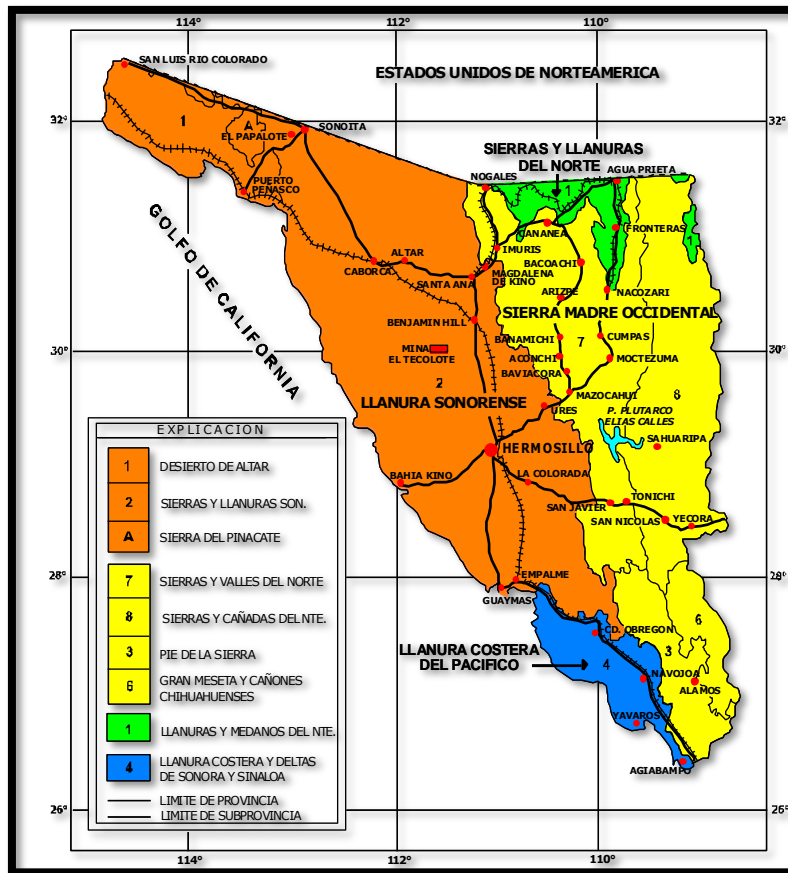 114°
112°
110°
SAN LUIS RIO COLORADO
ESTADOS UNIDOS DE NORTEAMERICA
32°
32°
1
A
EL PAPALOTE
SONOITA
SIERRAS Y LLANURAS
DEL NORTE
PUERTO
PEÑASCO
NOGALES
1
AGUA PRIETA
GOLFO DE CALIFORNIA
CANANEA
FRONTERAS
1
IMURIS
BACOACHI
CABORCA
ALTAR
SANTA ANA
MAGDALENA
DE KINO
ARIZPE
NACOZARI
SIERRA MADRE OCCIDENTAL
BENJAMIN HILL
BANAMICHI
7
CUMPAS
30°
30°
MINA
EL TECOLOTE
ACONCHI
MOCTEZUMA
BAVIACORA
2
8
MAZOCAHUI
LLANURA SONORENSE
URES
P. PLUTARCO
ELIAS CALLES
SAHUARIPA
HERMOSILLO
BAHIA KINO
LA COLORADA
SAN JAVIER
TONICHI
SAN NICOLAS
YECORA
28°
28°
EMPALME
GUAYMAS
6
CD. OBREGON
LLANURA COSTERA
DEL PACIFICO
3
4
NAVOJOA
ALAMOS
YAVAROS
AGIABAMPO
26°
26°
114°
112°
110°
EXPLICACION
1 DESIERTO DE ALTAR
2 SIERRAS Y LLANURAS SON.
A SIERRA DEL PINACATE
7 SIERRAS Y VALLES DEL NORTE
8 SIERRAS Y CAÑADAS DEL NTE.
3 PIE DE LA SIERRA
6 GRAN MESETA Y CAÑONES
CHIHUAHUENSES
1 LLANURAS Y MEDANOS DEL NTE.
4 LLANURA COSTERA Y DELTAS
DE SONORA Y SINALOA
LIMITE DE PROVINCIA
LIMITE DE SUBPROVINCIA